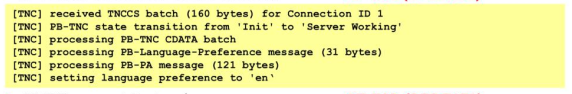 [TNC] received TNCCS batch (160 bytes) for Connection ID 1
[TNC] PB-TNC state transition from 'Init' to 'Server Working'
[TNC] processing PB-TNC CDATA batch
[TNC] processing PB-Language-Preference message (31 bytes)
[TNC] processing PB-PA message (121 bytes)
[TNC] setting language preference to 'en‘